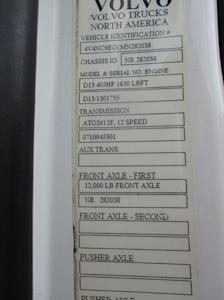 VOLVO
VOLVO TRUCKS
NORTH AMERICA
VEHICLE IDENTIFICATION #
4V4NC9EG1MN282038
CHASSIS ID NR 282038
MODEL & SERIAL NO. ENGINE
D13 405HP 1650 LBFT
D13/1301755
TRANSMISSION
ATO2612F, 12 SPEED
0710945301
AUX TRANS.
FRONT AXLE - FIRST
12,000 LB FRONT AXLE
NR 282038
FRONT AXLE - SECOND
PUSHER AXLE
PUSHER AXLE